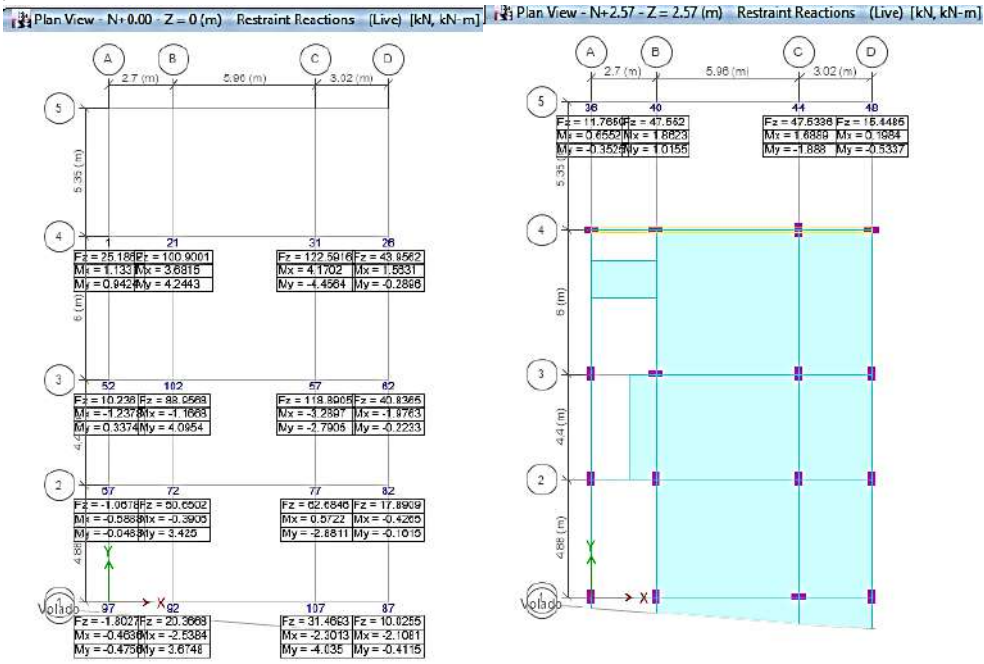 Plan View - N+0.00 - Z = 0 (m) Restraint Reactions (Live) [kN, kN-m]
A B C D
2.7 (m) 5.96 (m) 3.02 (m)
5
5.35 (m)
4
1 21 31 26
Fz = 100.9001 Fz = 122.5916 Fz = 43.9562
Mx = 1.133 Mx = 3.6815 Mx = 4.1702 Mx = 1.5631
My = 0.9424 My = 4.2443 My = -4.4564 My = -0.2896
6 (m)
3
52 102 57 62
Fz = 10.236 Fz = 88.9568 Fz = 118.8905 Fz = 40.8365
Mx = -1.2378 Mx = -1.1668 Mx = -3.2897 Mx = -1.9763
My = 0.3374 My = 4.0954 My = -2.7905 My = -0.2233
2
67 72 77 82
Fz = -1.0678 Fz = 50.6502 Fz = 62.6846 Fz = 17.8909
Mx = -0.5888 Mx = -0.3905 Mx = 0.5722 Mx = -0.4265
My = -0.0483 My = 3.425 My = -2.8811 My = -0.1015
4.88
Y
X
1
Volado
97 92 107 87
Fz = -1.8027 Fz = 20.3668 Fz = 31.4693 Fz = 10.0255
Mx = -0.4636 Mx = -2.5384 Mx = -2.3013 Mx = -2.1081
My = -0.4756 My = 3.6748 My = -4.035 My = -0.4115
Plan View - N+2.57 - Z = 2.57 (m) Restraint Reactions (Live) [kN, kN-m]
A B C D
2.7 (m) 5.96 (m) 3.02 (m)
5
36 40 44 48
Fz = 11.7650 Fz = 47.552 Fz = 47.5336 Fz = 15.4485
Mx = 0.6552 Mx = 1.8623 Mx = 1.6889 Mx = 0.1984
My = -0.3525 My = 1.0155 My = -1.888 My = -0.5337
5.35
4
6 (m)
3
4.4 (m)
2
4.88 (m)
Y
X
1
Volado